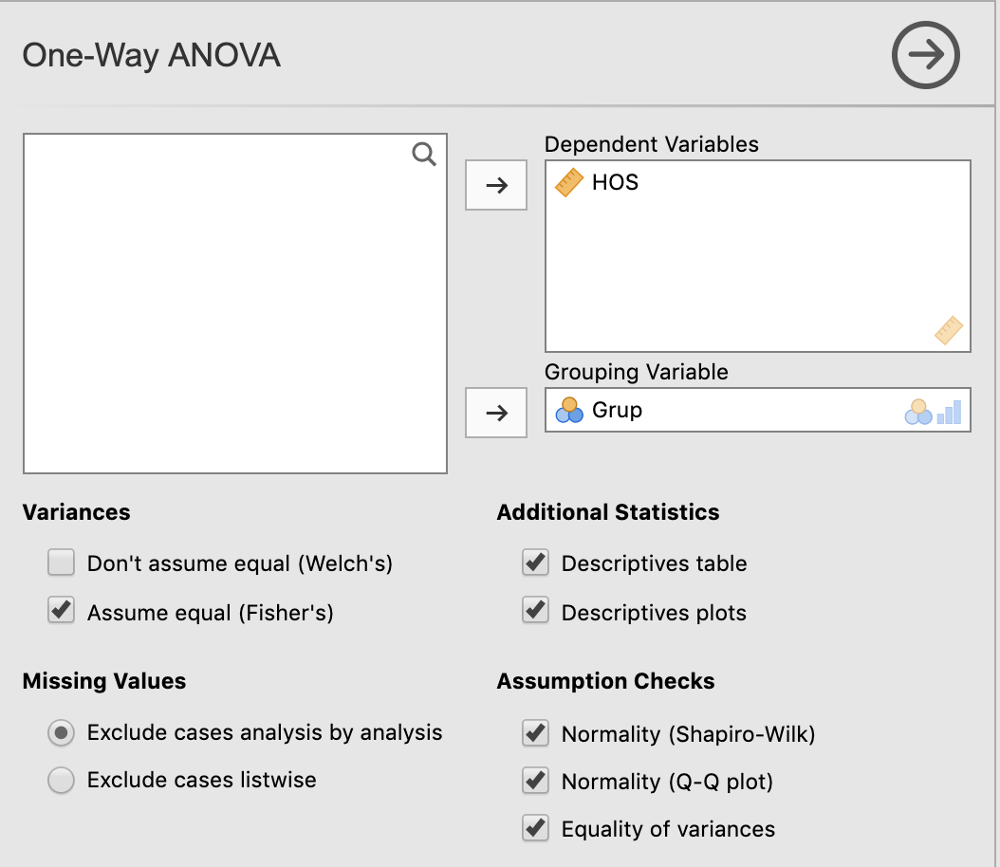 One-Way ANOVA
Dependent Variables
HOS
Grouping Variable
Grup
Variances
Don't assume equal (Welch's)
Assume equal (Fisher's)
Additional Statistics
Descriptives table
Descriptives plots
Missing Values
Exclude cases analysis by analysis
Exclude cases listwise
Assumption Checks
Normality (Shapiro-Wilk)
Normality (Q-Q plot)
Equality of variances